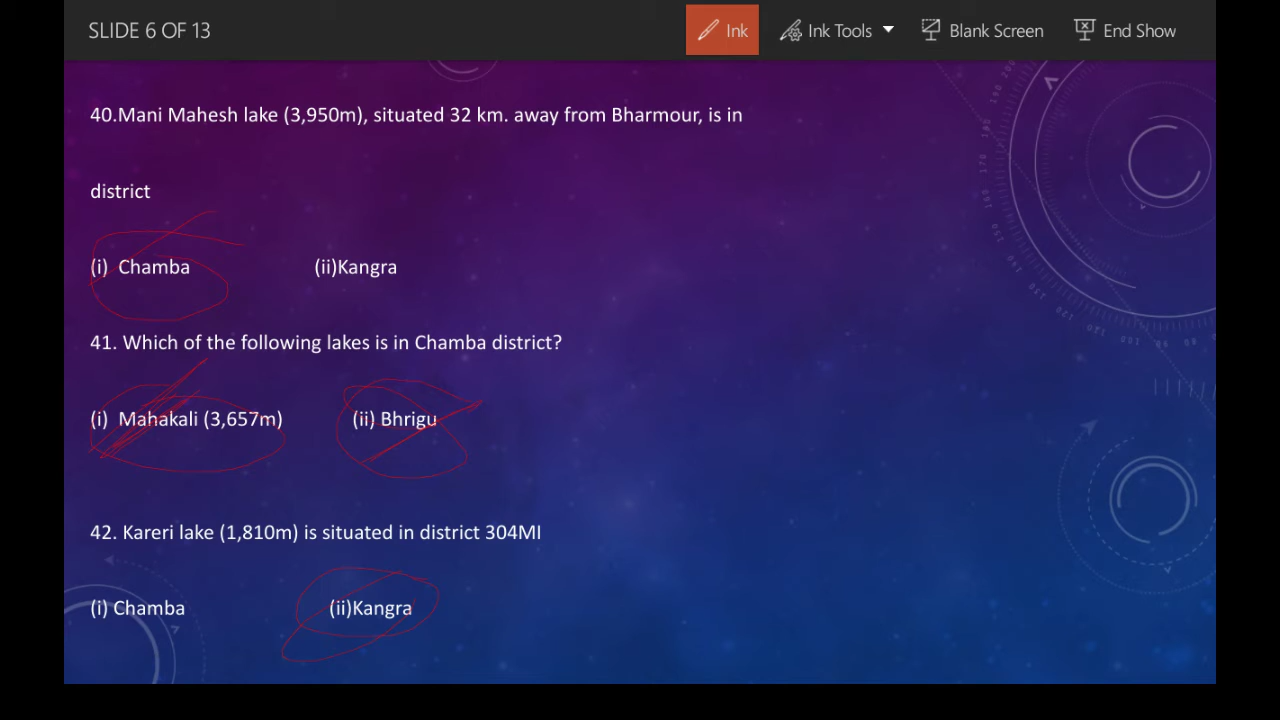 SLIDE 6 OF 13 Ink Ink Tools Blank Screen End Show
40.Mani Mahesh lake (3,950m), situated 32 km. away from Bharmour, is in
district
(i) Chamba (ii)Kangra
41. Which of the following lakes is in Chamba district?
(i) Mahakali (3,657m) (ii) Bhrigu
42. Kareri lake (1,810m) is situated in district 304MI
(i) Chamba (ii)Kangra